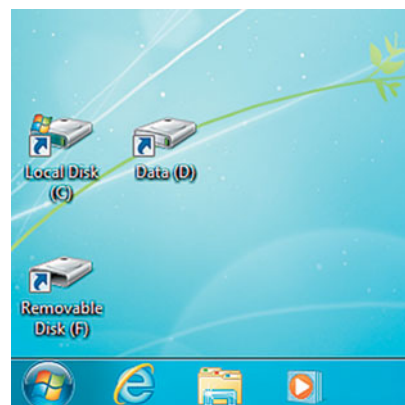 Local Disk
(C)
Data (D)
Removable
Disk (F)